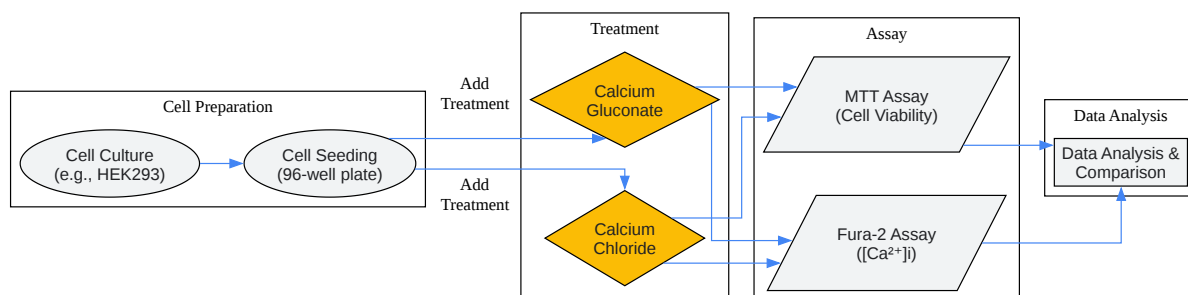 Cell Preparation
Cell Culture
(e.g., HEK293)
Cell Seeding
(96-well plate)
Add
Treatment
Add
Treatment
Treatment
Calcium
Gluconate
Calcium
Chloride
Assay
MTT Assay
(Cell Viability)
Fura-2 Assay
([Ca²⁺]i)
Data Analysis
Data Analysis &
Comparison